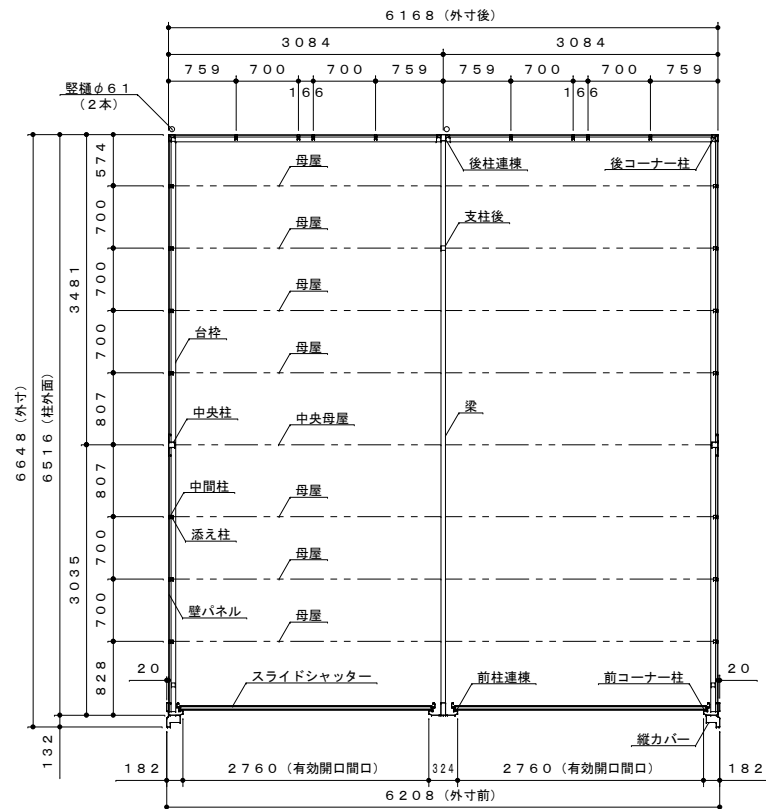 ６１６８（外寸後）
３０８４
３０８４
７５９
７００
７００
７５９
７５９
７００
７００
７５９
１６６
１６６
竪樋φ６１
（２本）
後柱連棟
後コーナー柱
母屋
支柱後
母屋
母屋
台枠
母屋
中央柱
中央母屋
梁
中間柱
母屋
添え柱
母屋
壁パネル
母屋
スライドシャッター
前柱連棟
前コーナー柱
縦カバー
５７４
７００
７００
７００
８０７
８０７
７００
７００
８２８
３４８１
３０３５
６５１６（柱外面）
６６４８（外寸）
１３２
２０
２０
１８２
２７６０（有効開口間口）
３２４
２７６０（有効開口間口）
１８２
６２０８（外寸前）